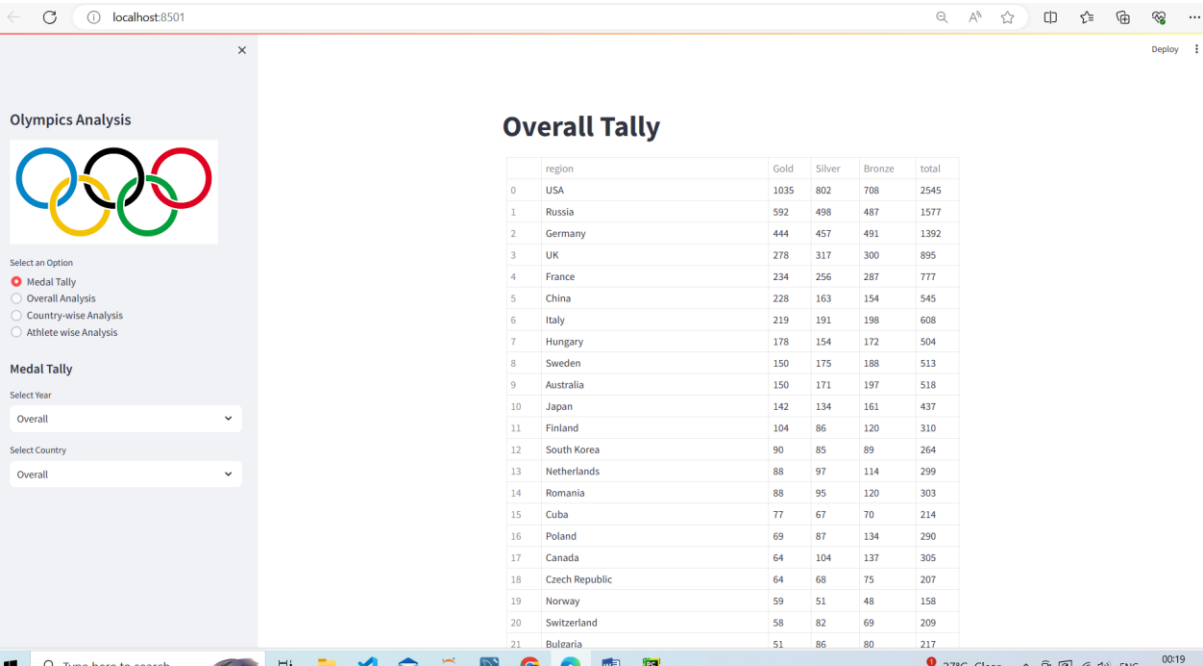 localhost:8501
Deploy
Olympics Analysis
Select an Option
Medal Tally
Overall Analysis
Country-wise Analysis
Athlete wise Analysis
Medal Tally
Select Year
Overall
Select Country
Overall
Overall Tally
region Gold Silver Bronze total
0 USA 1035 802 708 2545
1 Russia 592 498 487 1577
2 Germany 444 457 491 1392
3 UK 278 317 300 895
4 France 234 256 287 777
5 China 228 163 154 545
6 Italy 219 191 198 608
7 Hungary 178 154 172 504
8 Sweden 150 175 188 513
9 Australia 150 171 197 518
10 Japan 142 134 161 437
11 Finland 104 86 120 310
12 South Korea 90 85 89 264
13 Netherlands 88 97 114 299
14 Romania 88 95 120 303
15 Cuba 77 67 70 214
16 Poland 69 87 134 290
17 Canada 64 104 137 305
18 Czech Republic 64 68 75 207
19 Norway 59 51 48 158
20 Switzerland 58 82 69 209
21 Bulgaria 51 86 80 217
Type here to search
27°C Clear
ENG
00:19